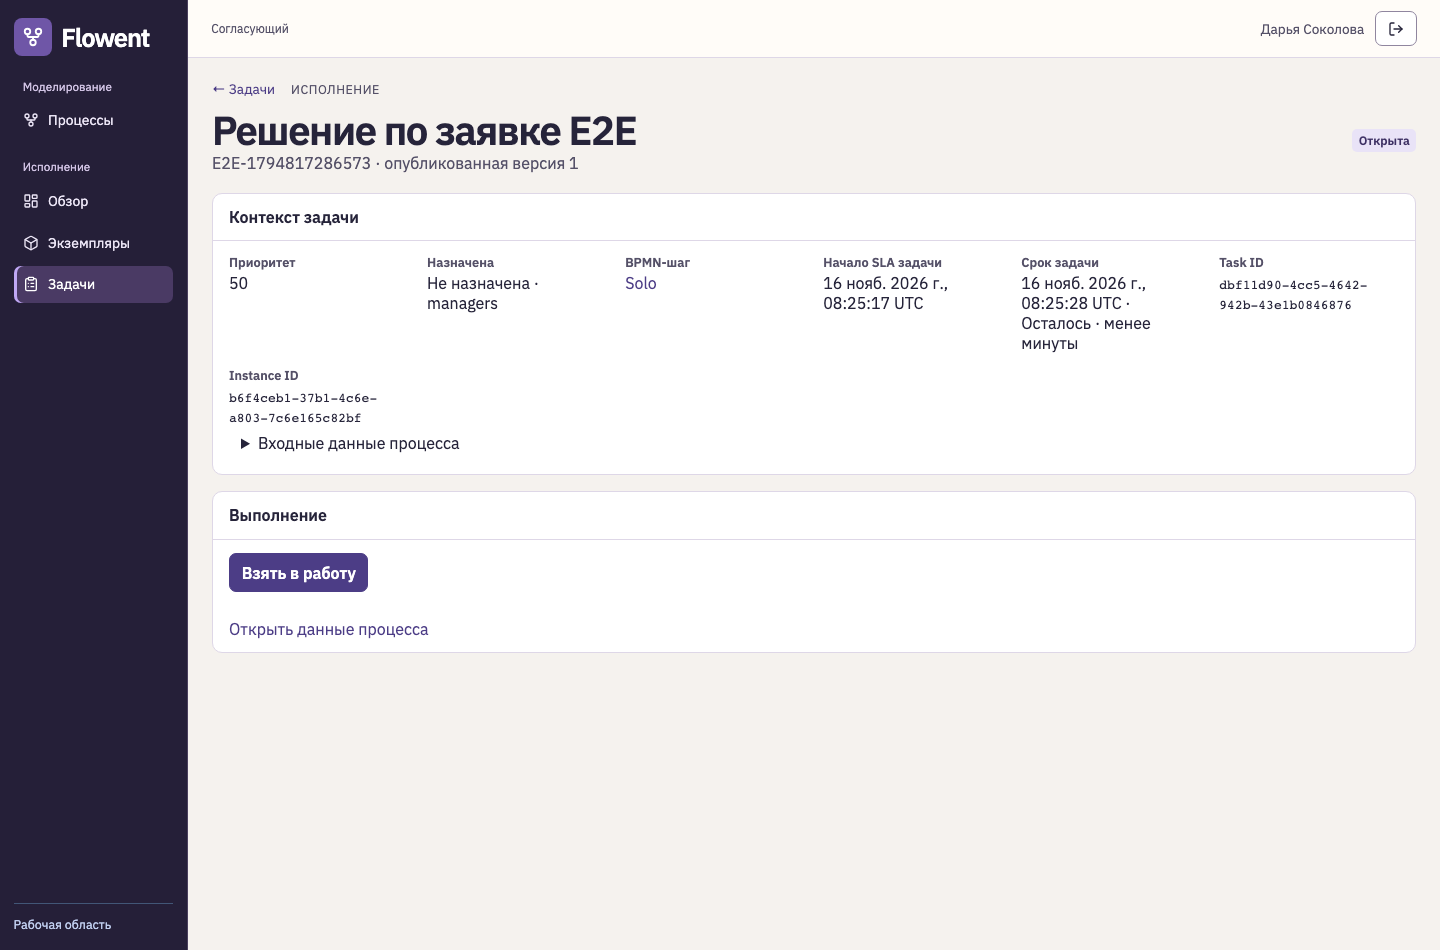 Flowent
Моделирование
Процессы
Исполнение
Обзор
Экземпляры
Задачи
Рабочая область
Согласующий
Дарья Соколова
← Задачи ИСПОЛНЕНИЕ
Решение по заявке E2E
E2E-1794817286573 · опубликованная версия 1
Открыта
Контекст задачи
Приоритет
50
Назначена
Не назначена ·
managers
BPMN-шаг
Solo
Начало SLA задачи
16 нояб. 2026 г.,
08:25:17 UTC
Срок задачи
16 нояб. 2026 г.,
08:25:28 UTC ·
Осталось · менее
минуты
Task ID
dbf11d90-4cc5-4642-
942b-43e1b0846876
Instance ID
b6f4ceb1-37b1-4c6e-
a803-7c6e165c82bf
▶ Входные данные процесса
Выполнение
Взять в работу
Открыть данные процесса